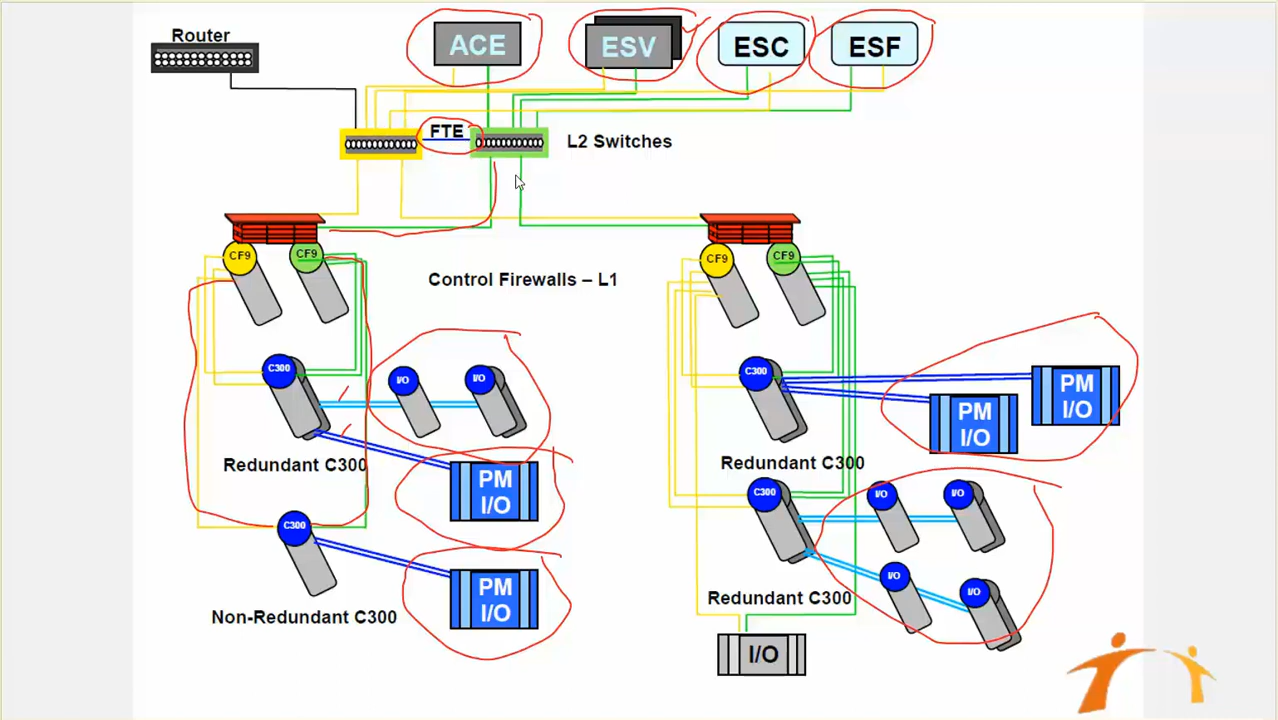 Router
ACE
ESV
ESC
ESF
FTE
L2 Switches
CF9
CF9
CF9
CF9
Control Firewalls – L1
C300
I/O
I/O
C300
PM
I/O
PM
I/O
Redundant C300
Redundant C300
PM
I/O
C300
I/O
I/O
C300
I/O
I/O
PM
I/O
Redundant C300
Non-Redundant C300
I/O